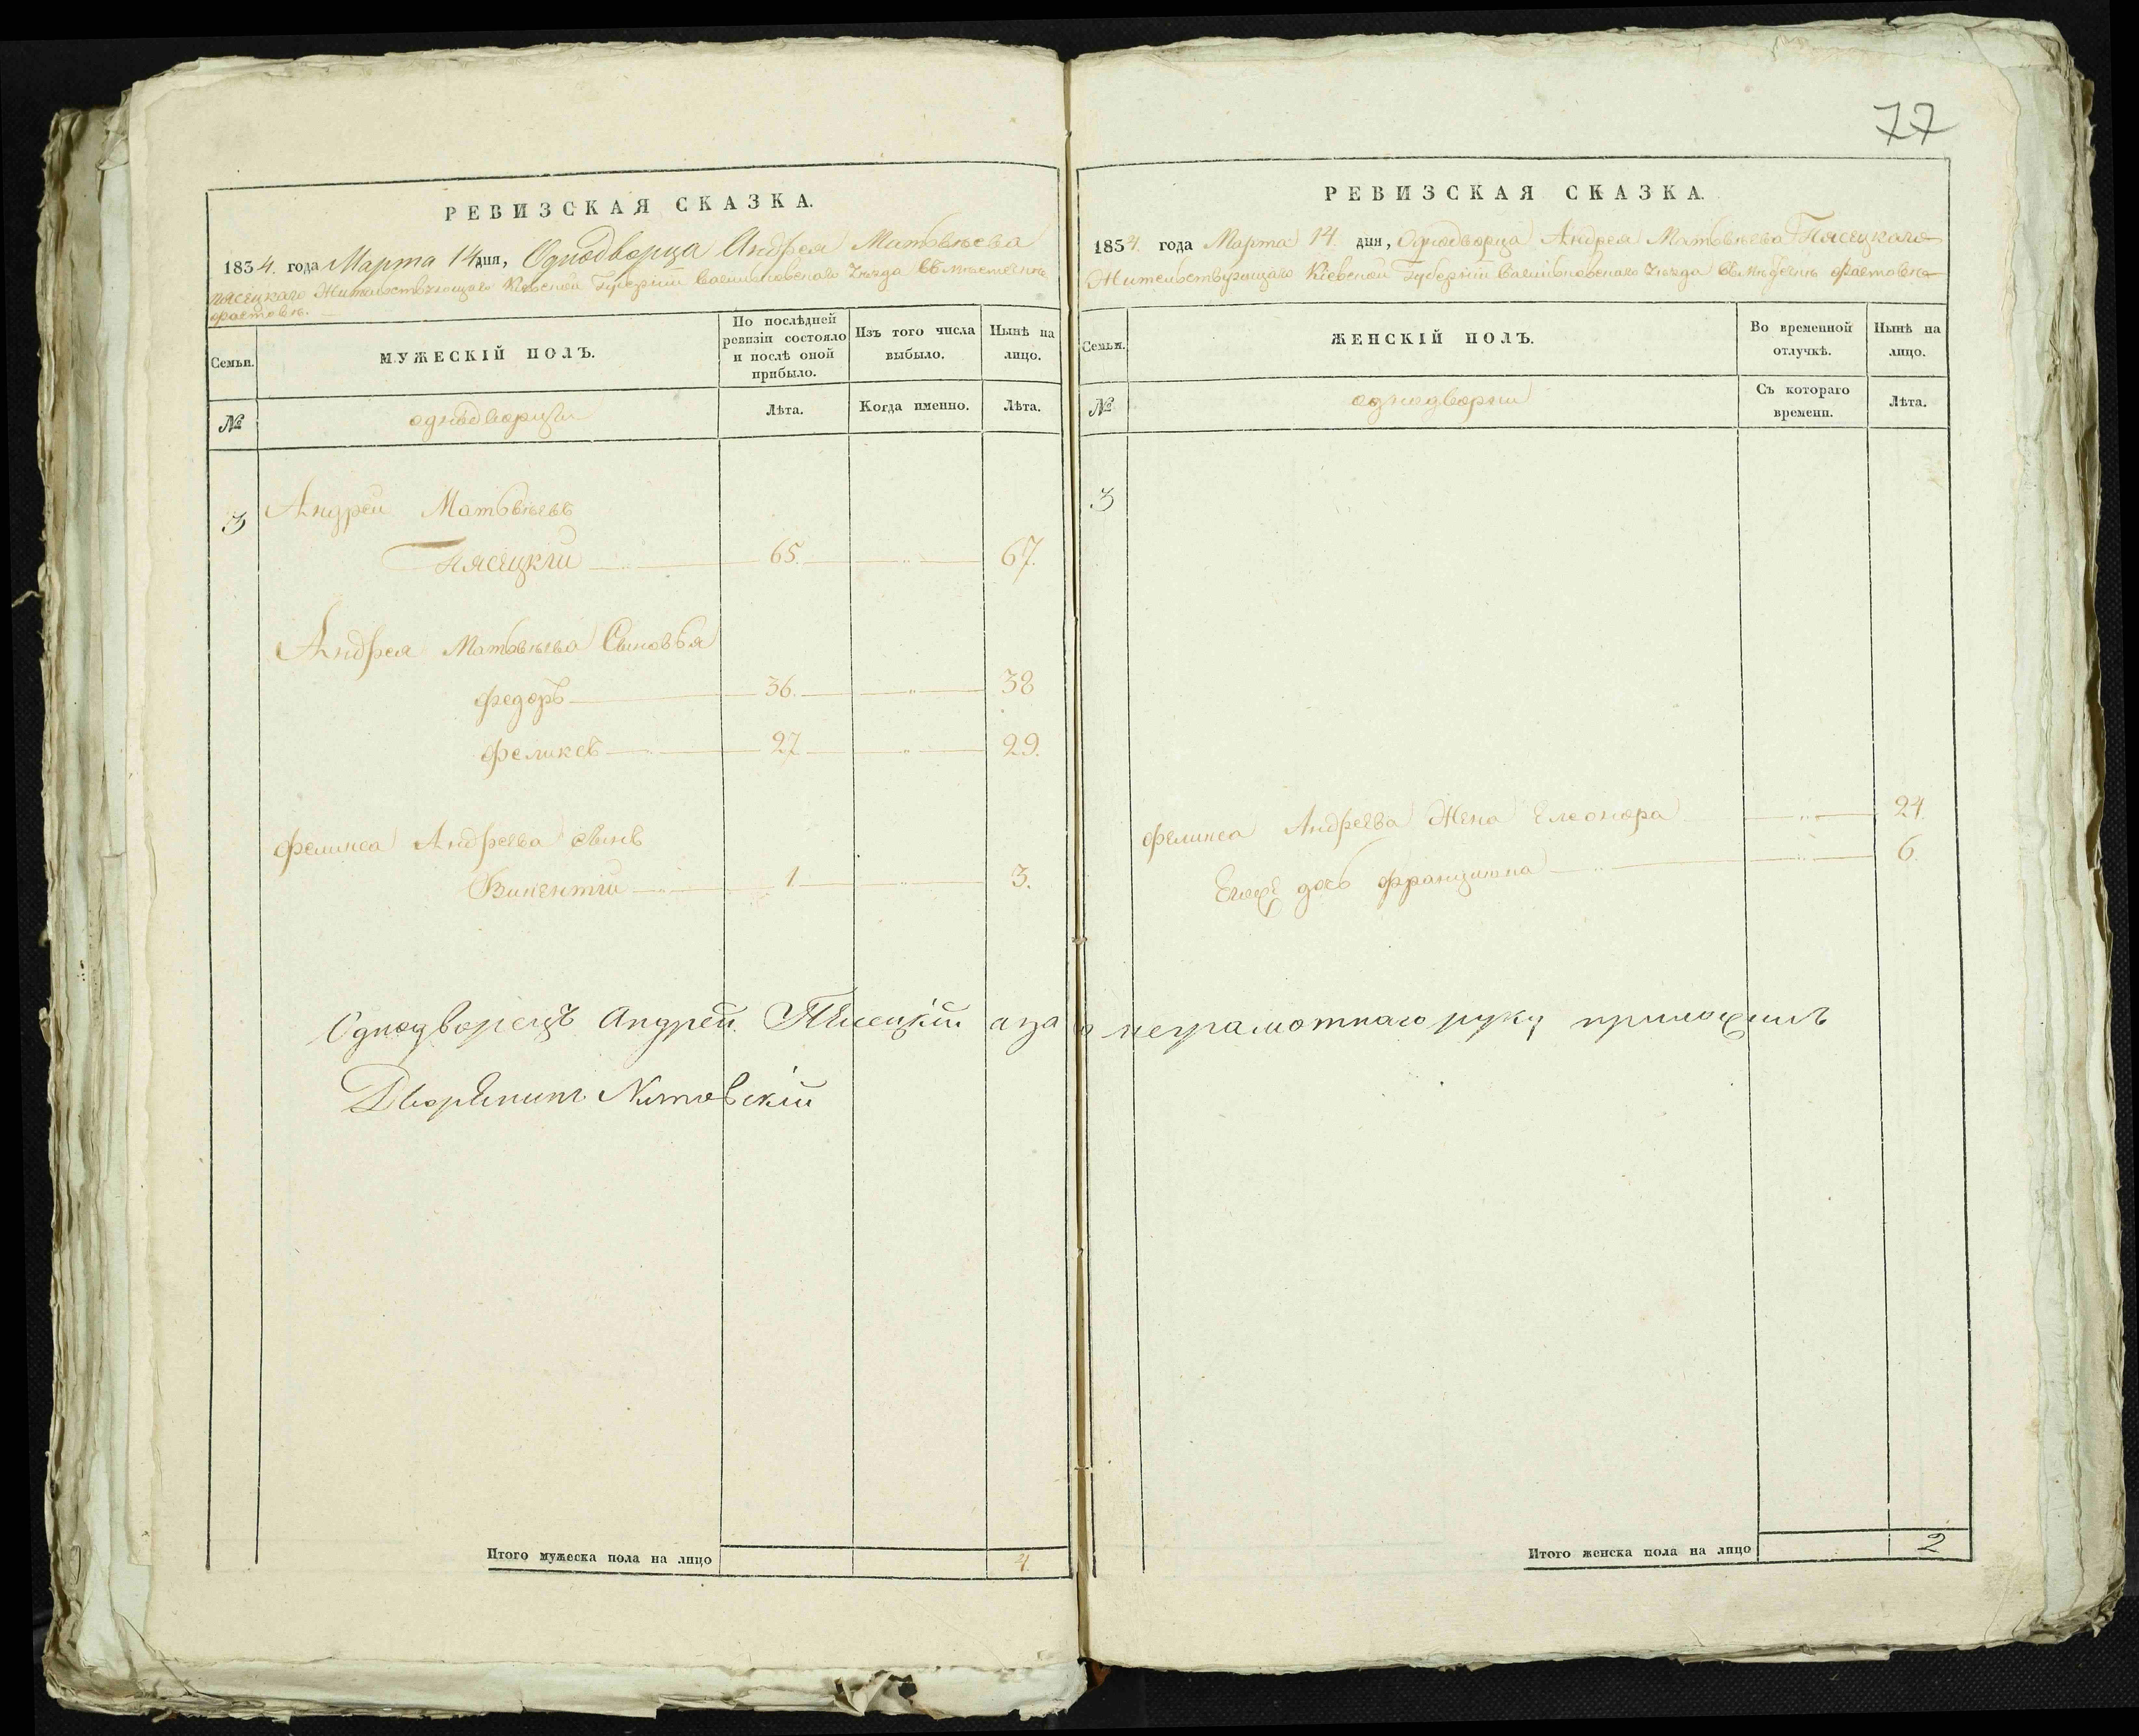 77
РЕВИЗСКАЯ СКАЗКА.
1834. года Марта 14 дня, Однодворца Андрея Матвѣева
Пясецкаго Жительствующаго Кіевской Губерніи Васильковскаго Уѣзда въ мѣстечкѣ
Фастовѣ.
Семьи.
МУЖЕСКІЙ ПОЛЪ.
По послѣдней ревизіи состояло и послѣ оной прибыло.
Изъ того числа выбыло.
Нынѣ на лицо.
№
однодворцы
Лѣта.
Когда именно.
Лѣта.
3 Андрей Матвѣевъ
Пясецкій 65. 67.
Андрея Матвѣева Сыновья
Федоръ 36. 38
Феликсъ 27 29.
Феликса Андреева сынъ
Викентій 1. 3.
Однодворецъ Андрей Пясецкій а за неграмотнаго руку приложилъ
Дворянинъ
Итого мужеска пола на лицо 4.
РЕВИЗСКАЯ СКАЗКА.
1834. года Марта 14. дня, Однодворца Андрея Матвѣева Пясецкаго
Жительствующаго Кіевской Губерніи Васильковскаго Уѣзда въ Фастовѣ
Семьи.
ЖЕНСКІЙ ПОЛЪ.
Во временной отлучкѣ.
Нынѣ на лицо.
№
однодворки
Съ котораго времени.
Лѣта.
3
Феликса Андреева Жена Елеонора 24.
Егоже дочь Францишка 6.
Итого женска пола на лицо 2